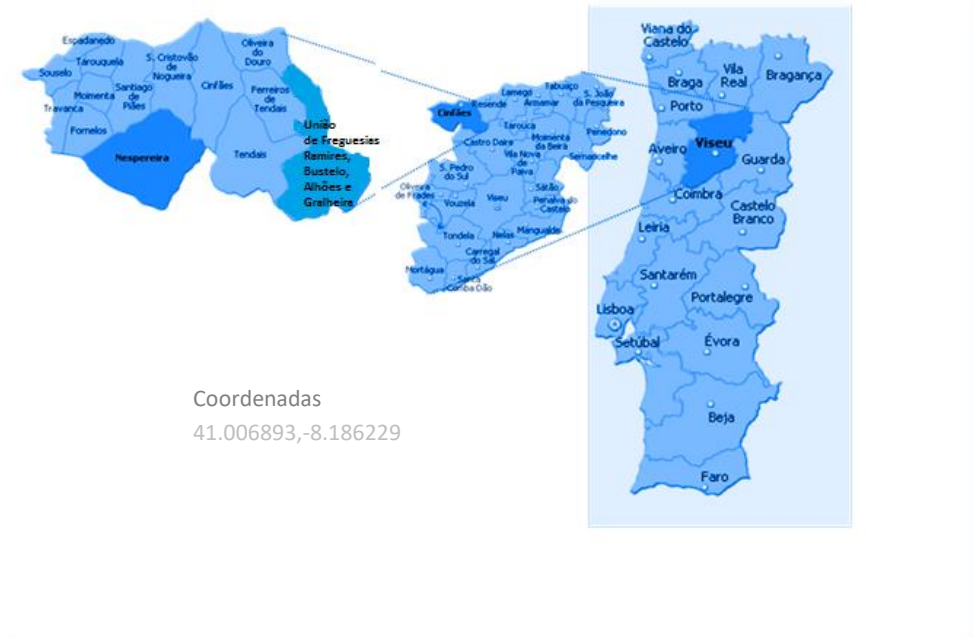 Espadanedo
Tarouquela
Souselo
Moimenta
Travanca
Fornelos
S. Cristovão
de
Nogueira
Santiago
de
Piães
Cinfães
Oliveira
do
Douro
Ferreiros
de
Tendais
Nespereira
Tendais
União
de Freguesias
Ramires,
Bustelo,
Alhões e
Gralheira
Cinfães
Resende
Lamego
Armamar
Tabuaço
S. João
da Pesqueira
Tarouca
Castro Daire
Moimenta
da Beira
Penedono
Sernancelhe
Vila Nova
de
Paiva
S. Pedro
do Sul
Oliveira
de Frades
Vouzela
Viseu
Sátão
Penalva do
Castelo
Tondela
Nelas
Mangualde
Carregal
do Sal
Mortágua
Santa
Comba Dão
Viana do
Castelo
Braga
Vila
Real
Bragança
Porto
Aveiro
Viseu
Guarda
Coimbra
Castelo
Branco
Leiria
Santarém
Portalegre
Lisboa
Setúbal
Évora
Beja
Faro
Coordenadas
41.006893,-8.186229